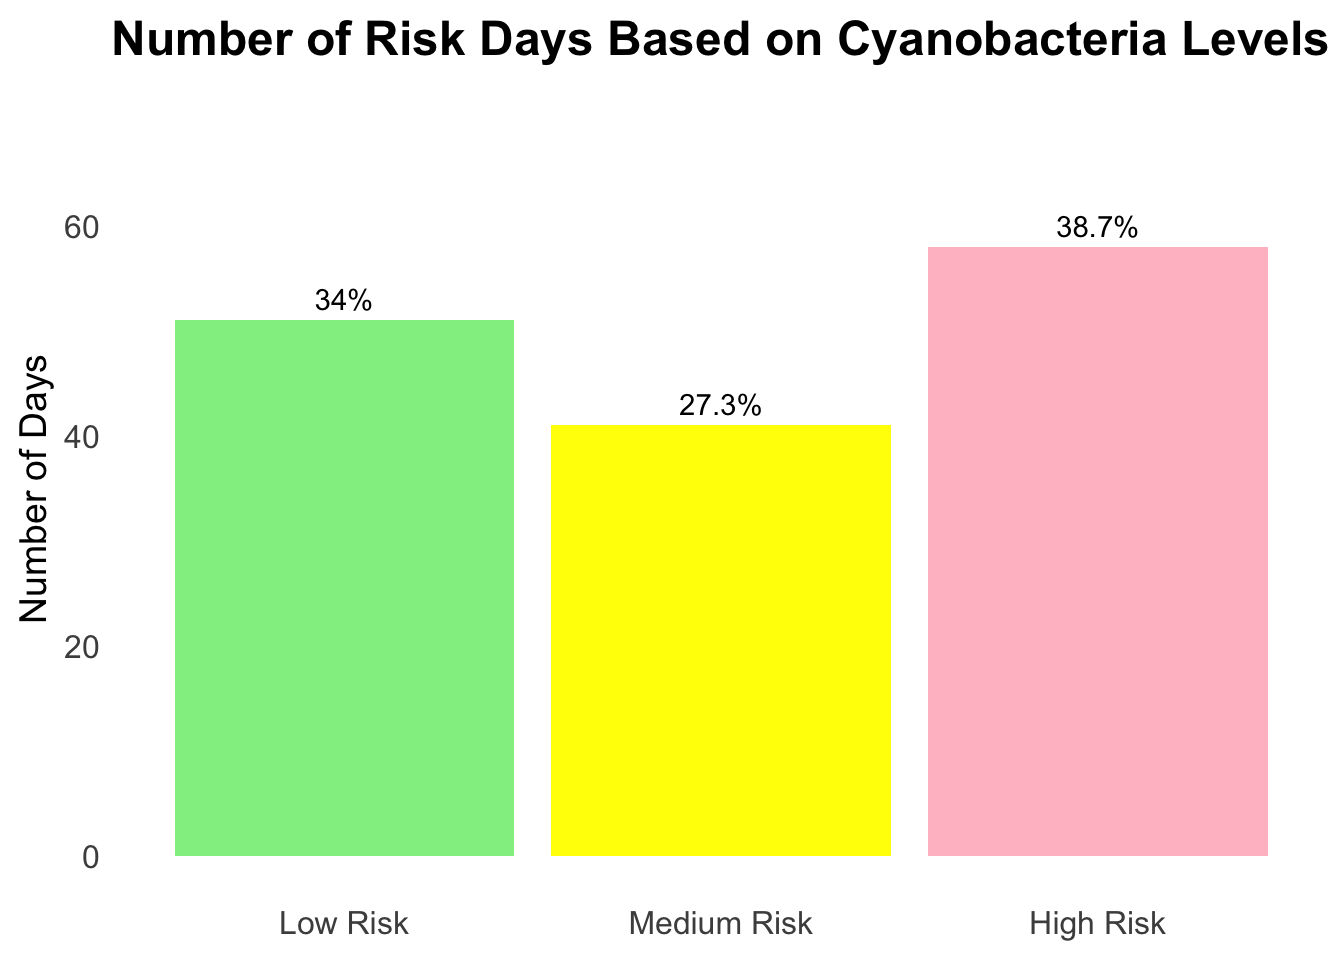 Number of Risk Days Based on Cyanobacteria Levels
60
40
20
0
Number of Days
34%
27.3%
38.7%
Low Risk
Medium Risk
High Risk